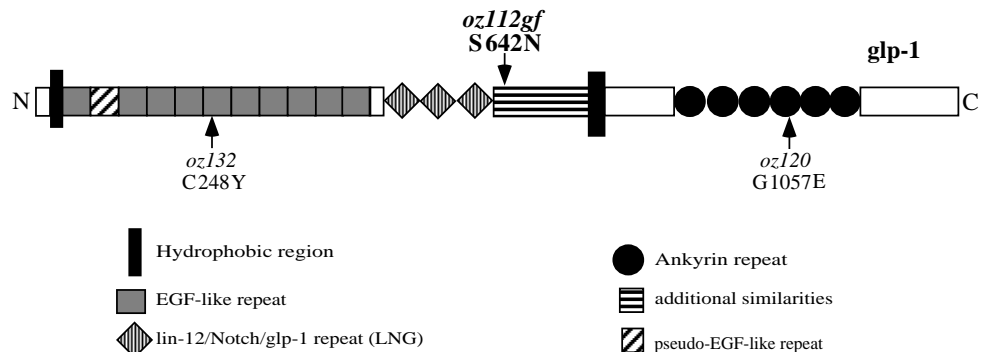 oz112gf
S642N
glp-1
N
C
oz132
C248Y
oz120
G1057E
Hydrophobic region
Ankyrin repeat
EGF-like repeat
additional similarities
lin-12/Notch/glp-1 repeat (LNG)
pseudo-EGF-like repeat